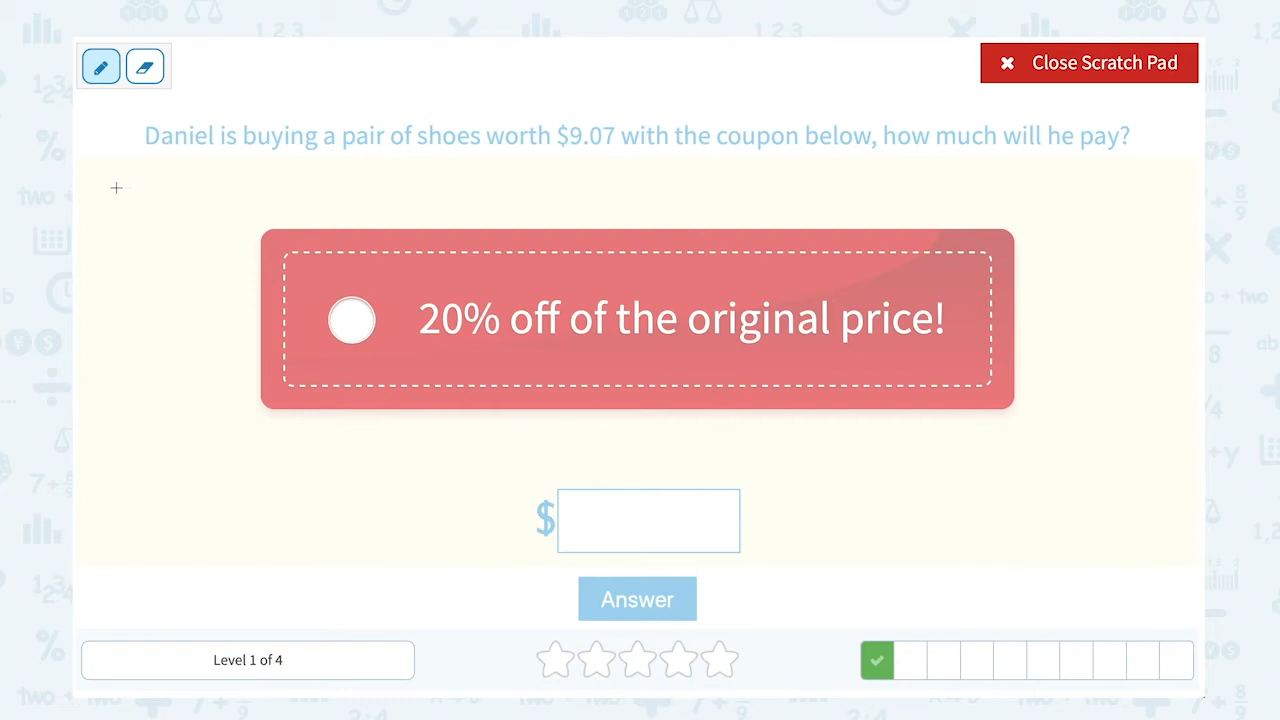 Close Scratch Pad
Daniel is buying a pair of shoes worth $9.07 with the coupon below, how much will he pay?
20% off of the original price!
$
Answer
Level 1 of 4